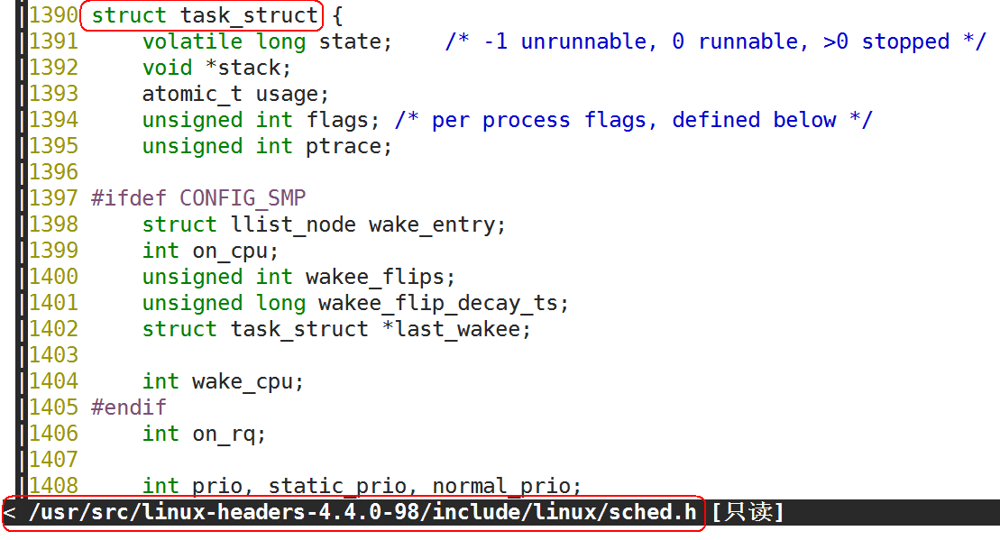 1390 struct task_struct {
1391     volatile long state;    /* -1 unrunnable, 0 runnable, >0 stopped */
1392     void *stack;
1393     atomic_t usage;
1394     unsigned int flags; /* per process flags, defined below */
1395     unsigned int ptrace;
1396
1397 #ifdef CONFIG_SMP
1398     struct llist_node wake_entry;
1399     int on_cpu;
1400     unsigned int wakee_flips;
1401     unsigned long wakee_flip_decay_ts;
1402     struct task_struct *last_wakee;
1403
1404     int wake_cpu;
1405 #endif
1406     int on_rq;
1407
1408     int prio, static_prio, normal_prio;
< /usr/src/linux-headers-4.4.0-98/include/linux/sched.h [只读]